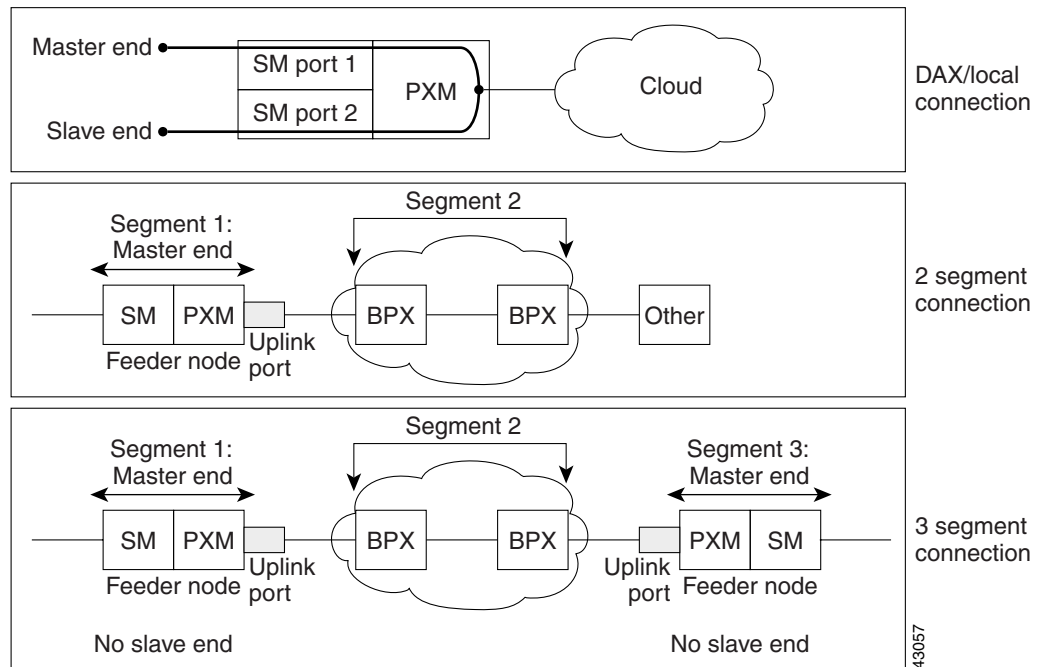 Master end
SM port 1
PXM
SM port 2
Slave end
Cloud
DAX/local
connection
Segment 2
Segment 1:
Master end
SM
PXM
BPX
BPX
Other
Uplink
port
Feeder node
2 segment
connection
Segment 2
Segment 1:
Master end
Segment 3:
Master end
SM
PXM
BPX
BPX
PXM
SM
Uplink
port
Uplink
port
Feeder node
Feeder node
3 segment
connection
No slave end
No slave end
43057